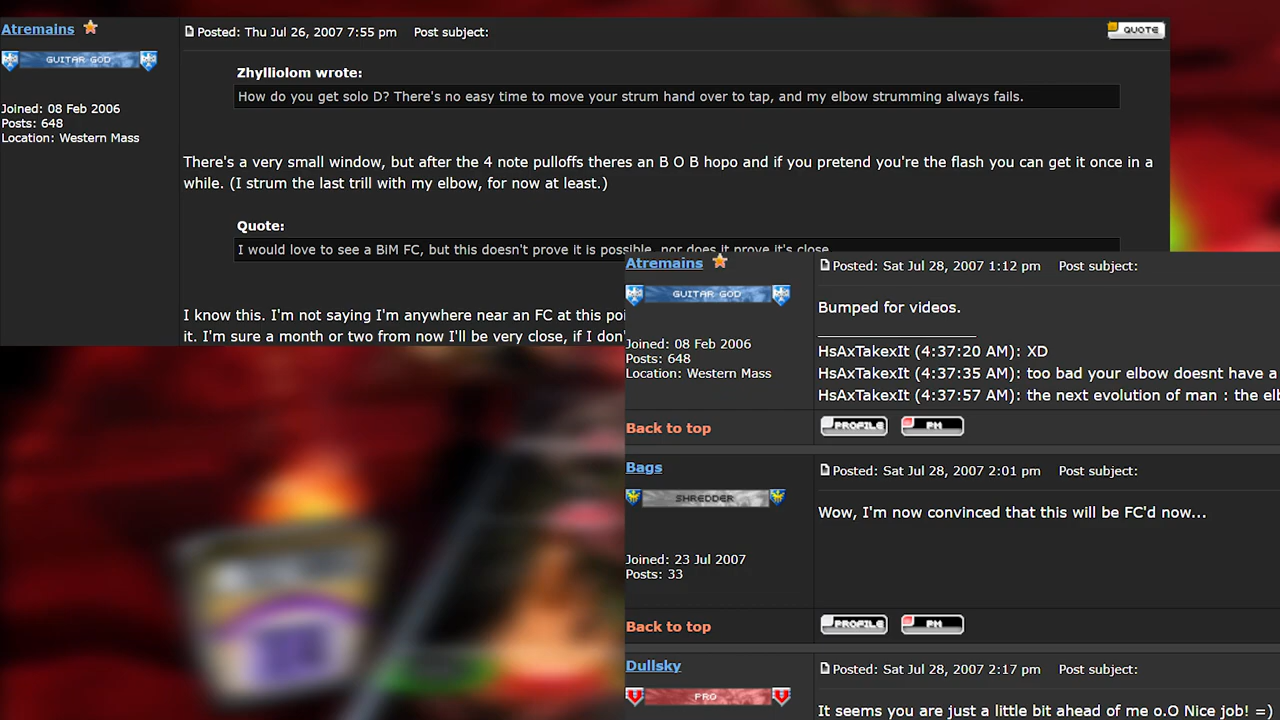 Atremains
GUITAR GOD
Joined: 08 Feb 2006
Posts: 648
Location: Western Mass
Posted: Thu Jul 26, 2007 7:55 pm Post subject:
QUOTE
Zhylliolom wrote:
How do you get solo D? There's no easy time to move your strum hand over to tap, and my elbow strumming always fails.
There's a very small window, but after the 4 note pulloffs theres an B O B hopo and if you pretend you're the flash you can get it once in a
while. (I strum the last trill with my elbow, for now at least.)
Quote:
I would love to see a BiM FC, but this doesn't prove it is possible, nor does it prove it's close.
I know this. I'm not saying I'm anywhere near an FC at this poi
it. I'm sure a month or two from now I'll be very close, if I don'
Atremains
GUITAR GOD
Joined: 08 Feb 2006
Posts: 648
Location: Western Mass
Back to top
Posted: Sat Jul 28, 2007 1:12 pm Post subject:
Bumped for videos.
HsAxTakexIt (4:37:20 AM): XD
HsAxTakexIt (4:37:35 AM): too bad your elbow doesnt have a
HsAxTakexIt (4:37:57 AM): the next evolution of man : the el
PROFILE PM
Bags
SHREDDER
Joined: 23 Jul 2007
Posts: 33
Back to top
Posted: Sat Jul 28, 2007 2:01 pm Post subject:
Wow, I'm now convinced that this will be FC'd now...
PROFILE PM
Dullsky
PRO
Posted: Sat Jul 28, 2007 2:17 pm Post subject:
It seems you are just a little bit ahead of me o.O Nice job! =)